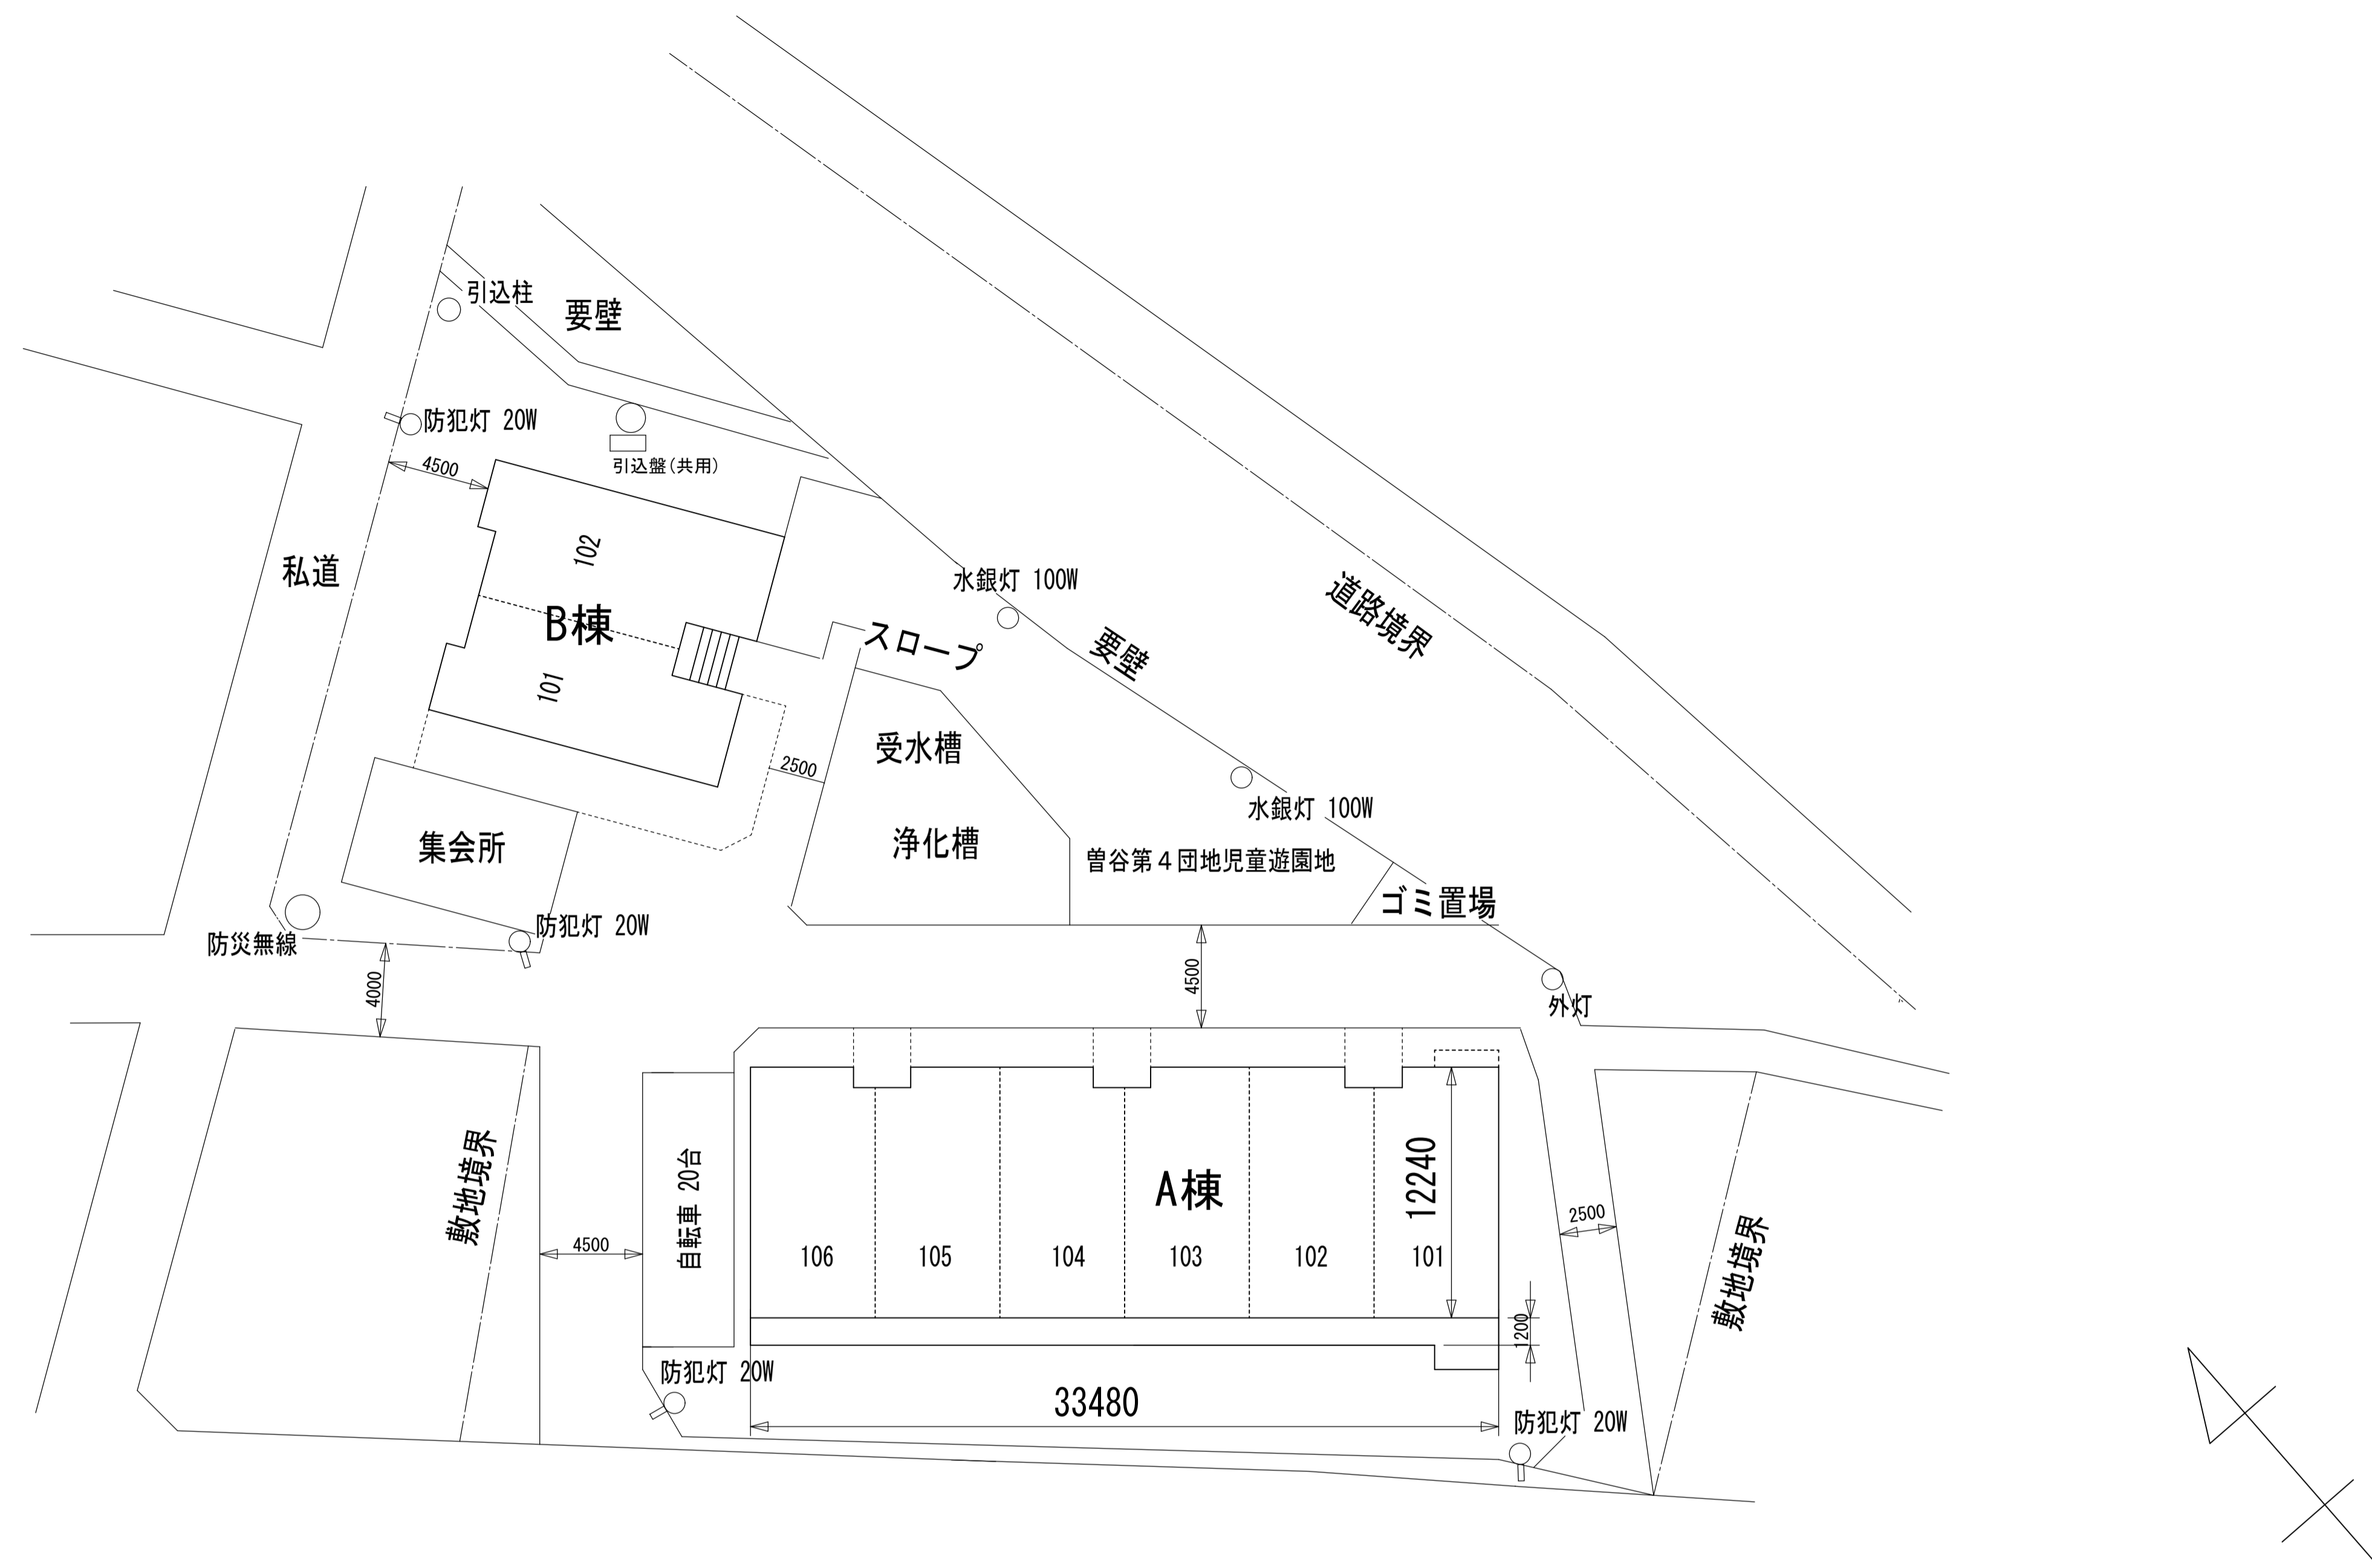 引込柱
要壁
防犯灯 20W
4500
引込盤(共用)
102
私道
B棟
101
水銀灯 100W
スロープ
要壁
道路境界
受水槽
2500
水銀灯 100W
浄化槽
集会所
曽谷第４団地児童遊園地
ゴミ置場
防犯灯 20W
防災無線
4000
4500
外灯
敷地境界
自転車 20台
4500
A棟
12240
106
105
104
103
102
101
2500
敷地境界
1200
防犯灯 20W
33480
防犯灯 20W